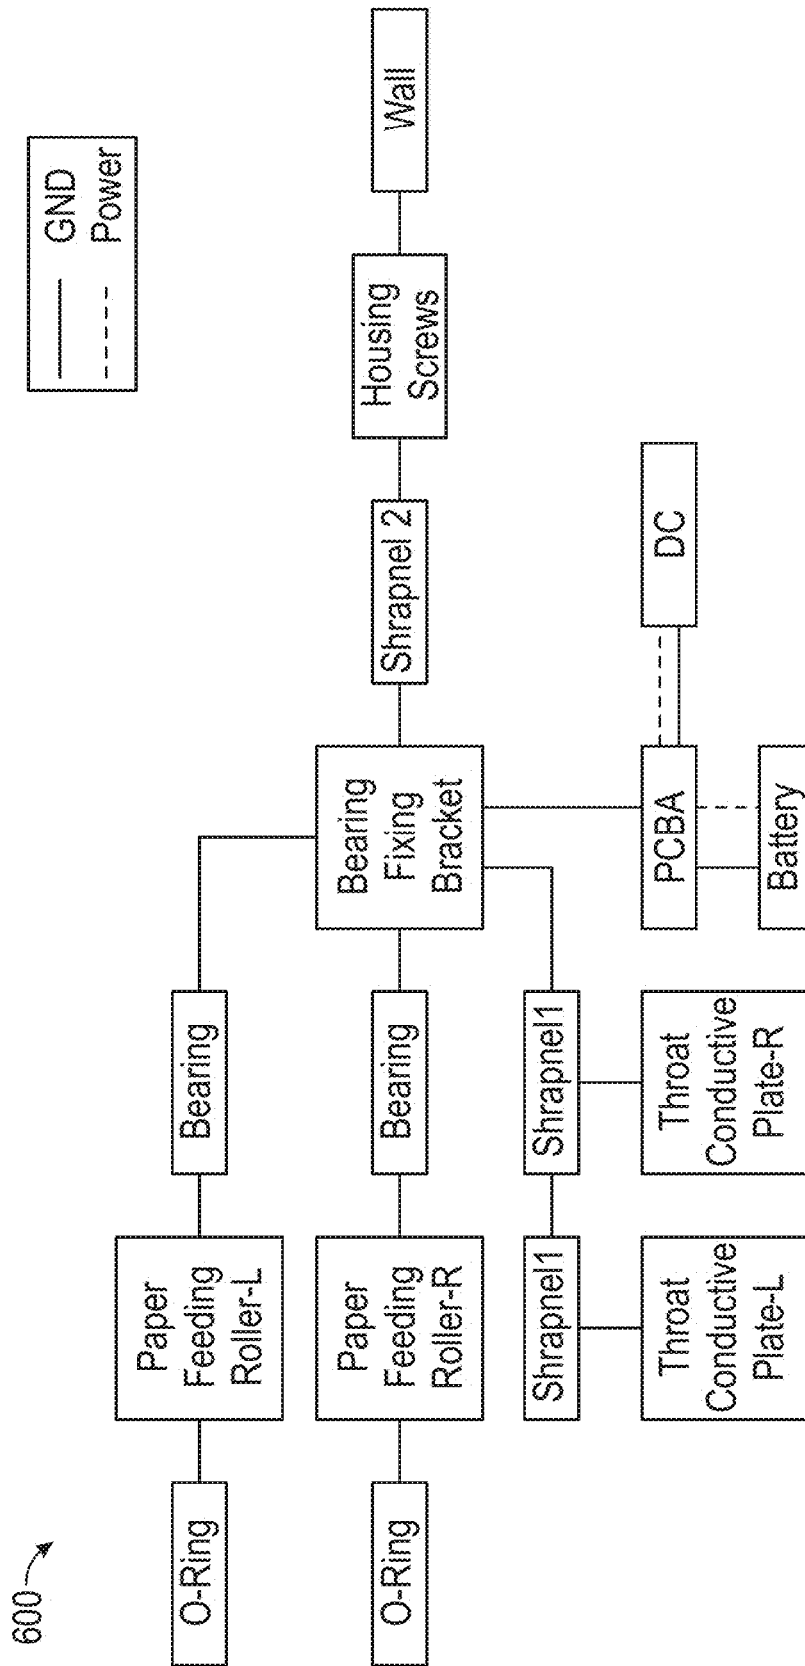 600
GND
Power
O-Ring
Paper
Feeding
Roller-L
Bearing
O-Ring
Paper
Feeding
Roller-R
Bearing
Bearing
Fixing
Bracket
Shrapnel 2
Housing
Screws
Wall
Shrapnel1
Shrapnel1
Throat
Conductive
Plate-L
Throat
Conductive
Plate-R
PCBA
DC
Battery